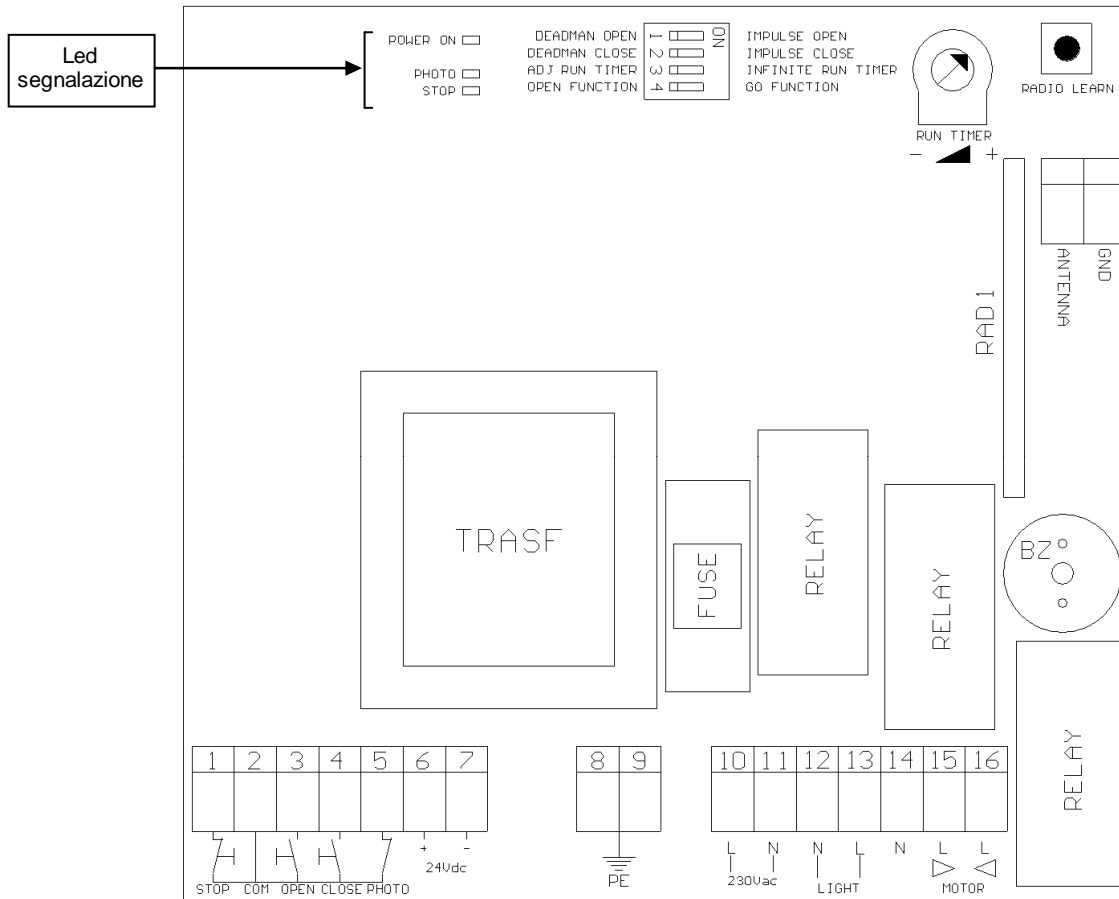 Led
segnalazione
POWER ON
PHOTO
STOP
DEADMAN OPEN 1 ON IMPULSE OPEN
DEADMAN CLOSE 2 IMPULSE CLOSE
ADJ RUN TIMER 3 INFINITE RUN TIMER
OPEN FUNCTION 4 GO FUNCTION
RUN TIMER
- +
RADIO LEARN
ANTENNA
GND
RAD1
TRASF
FUSE
RELAY
RELAY
BZ
RELAY
1 2 3 4 5 6 7
+ -
24Vdc
STOP COM OPEN CLOSE PHOTO
8 9
PE
10 11 12 13 14 15 16
L N N L N L L
230Vac LIGHT MOTOR